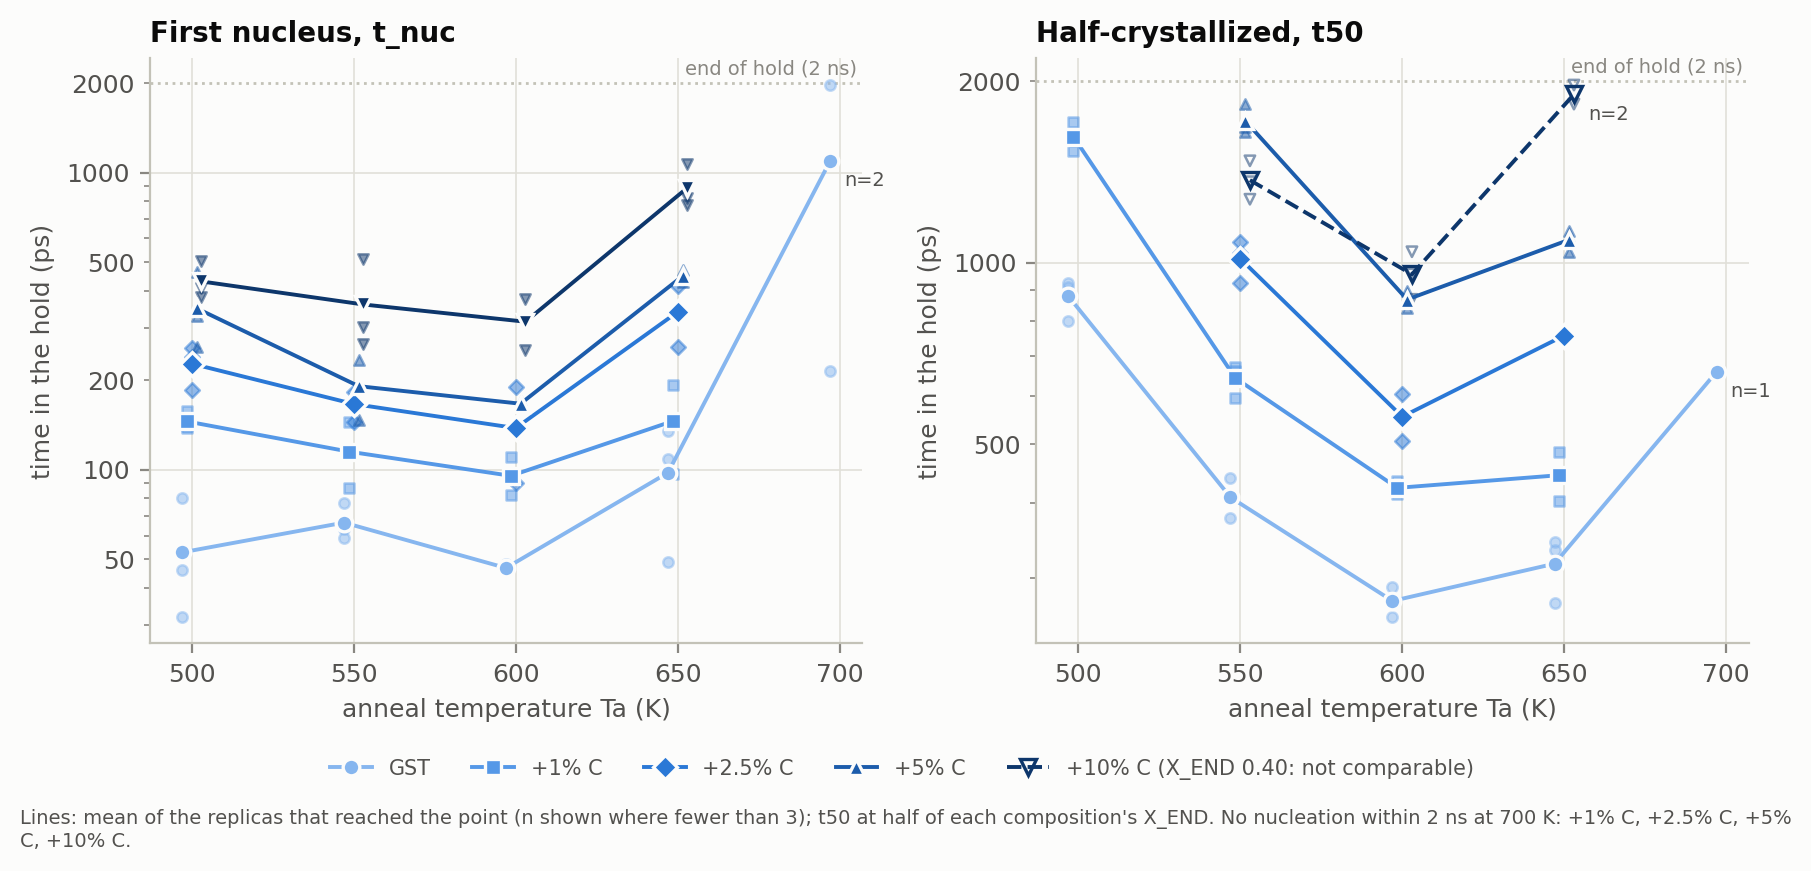 First nucleus, t_nuc
end of hold (2 ns)
2000
1000
500
200
100
50
n=2
time in the hold (ps)
500 550 600 650 700
anneal temperature Ta (K)
Half-crystallized, t50
end of hold (2 ns)
2000
1000
500
n=2
n=1
time in the hold (ps)
500 550 600 650 700
anneal temperature Ta (K)
GST +1% C +2.5% C +5% C +10% C (X_END 0.40: not comparable)
Lines: mean of the replicas that reached the point (n shown where fewer than 3); t50 at half of each composition's X_END. No nucleation within 2 ns at 700 K: +1% C, +2.5% C, +5%
C, +10% C.